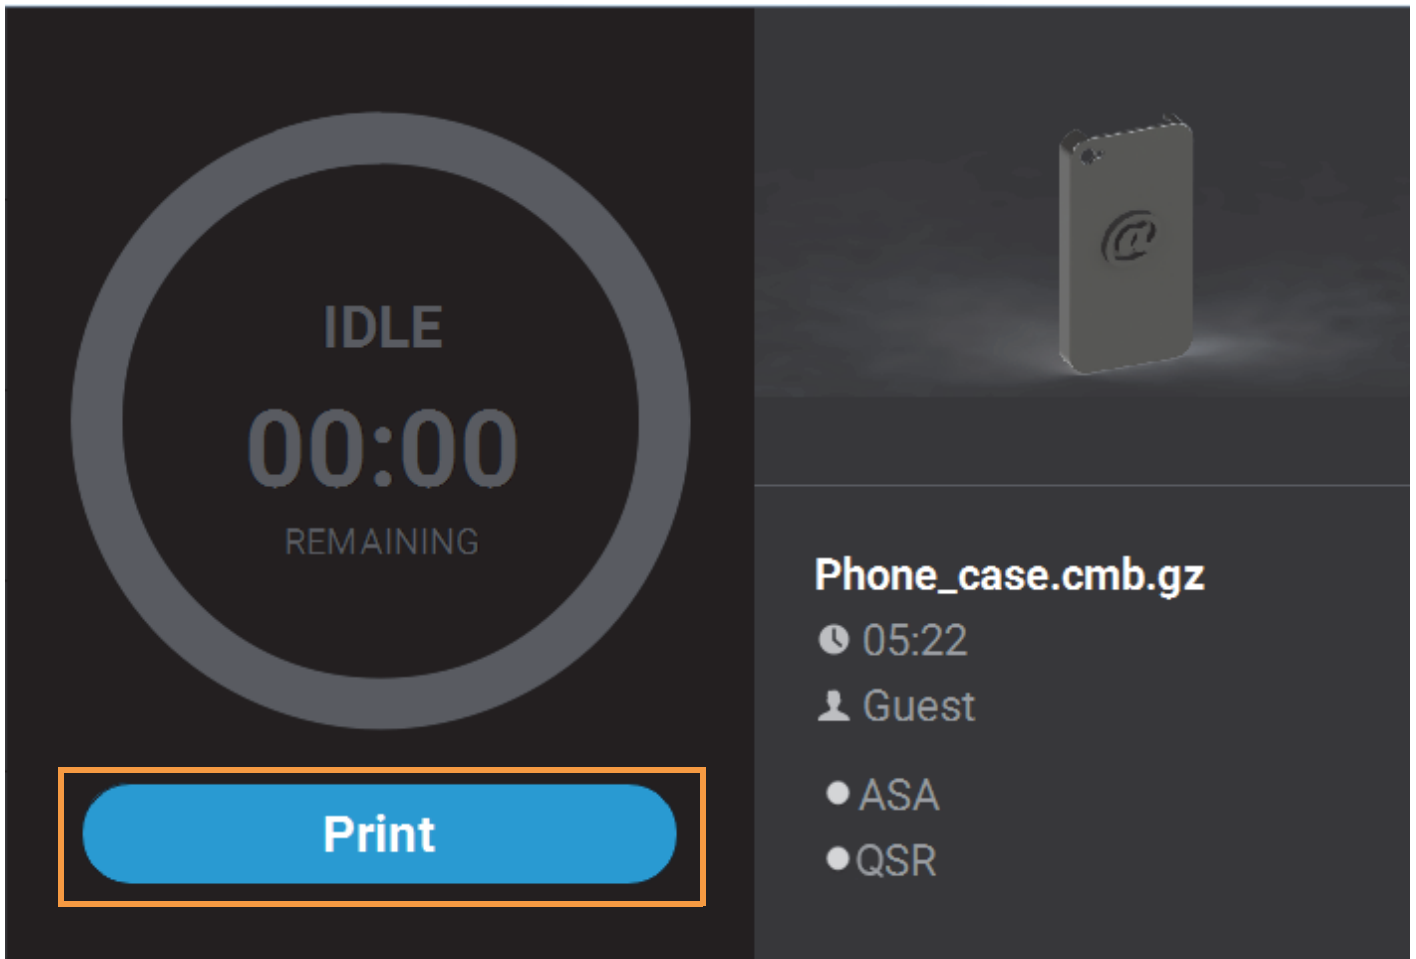 IDLE
00:00
REMAINING
Print
@
Phone_case.cmb.gz
05:22
Guest
ASA
QSR